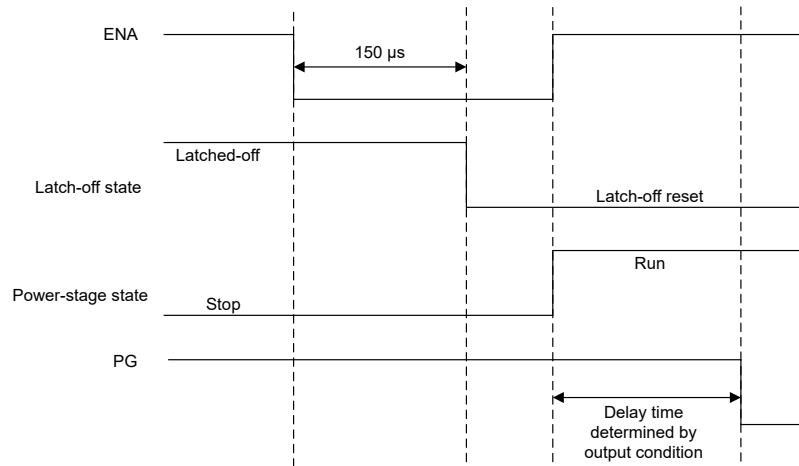 ENA
150 µs
Latched-off
Latch-off state
Latch-off reset
Run
Power-stage state
Stop
PG
Delay time
determined by
output condition